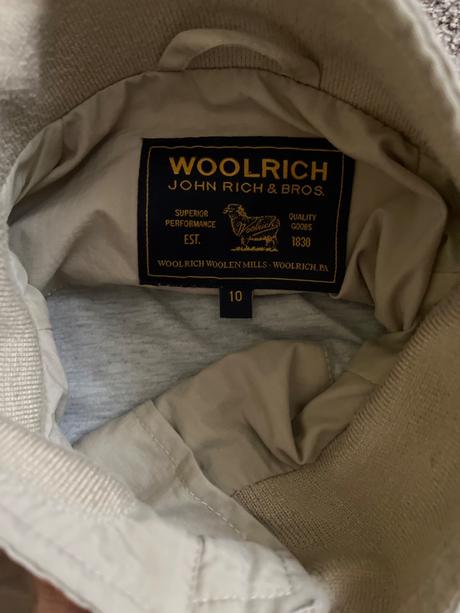 WOOLRICH
JOHN RICH & BROS.
SUPERIOR
PERFORMANCE
EST.
Woolrich
QUALITY
GOODS
1830
WOOLRICH WOOLEN MILLS - WOOLRICH, PA
10